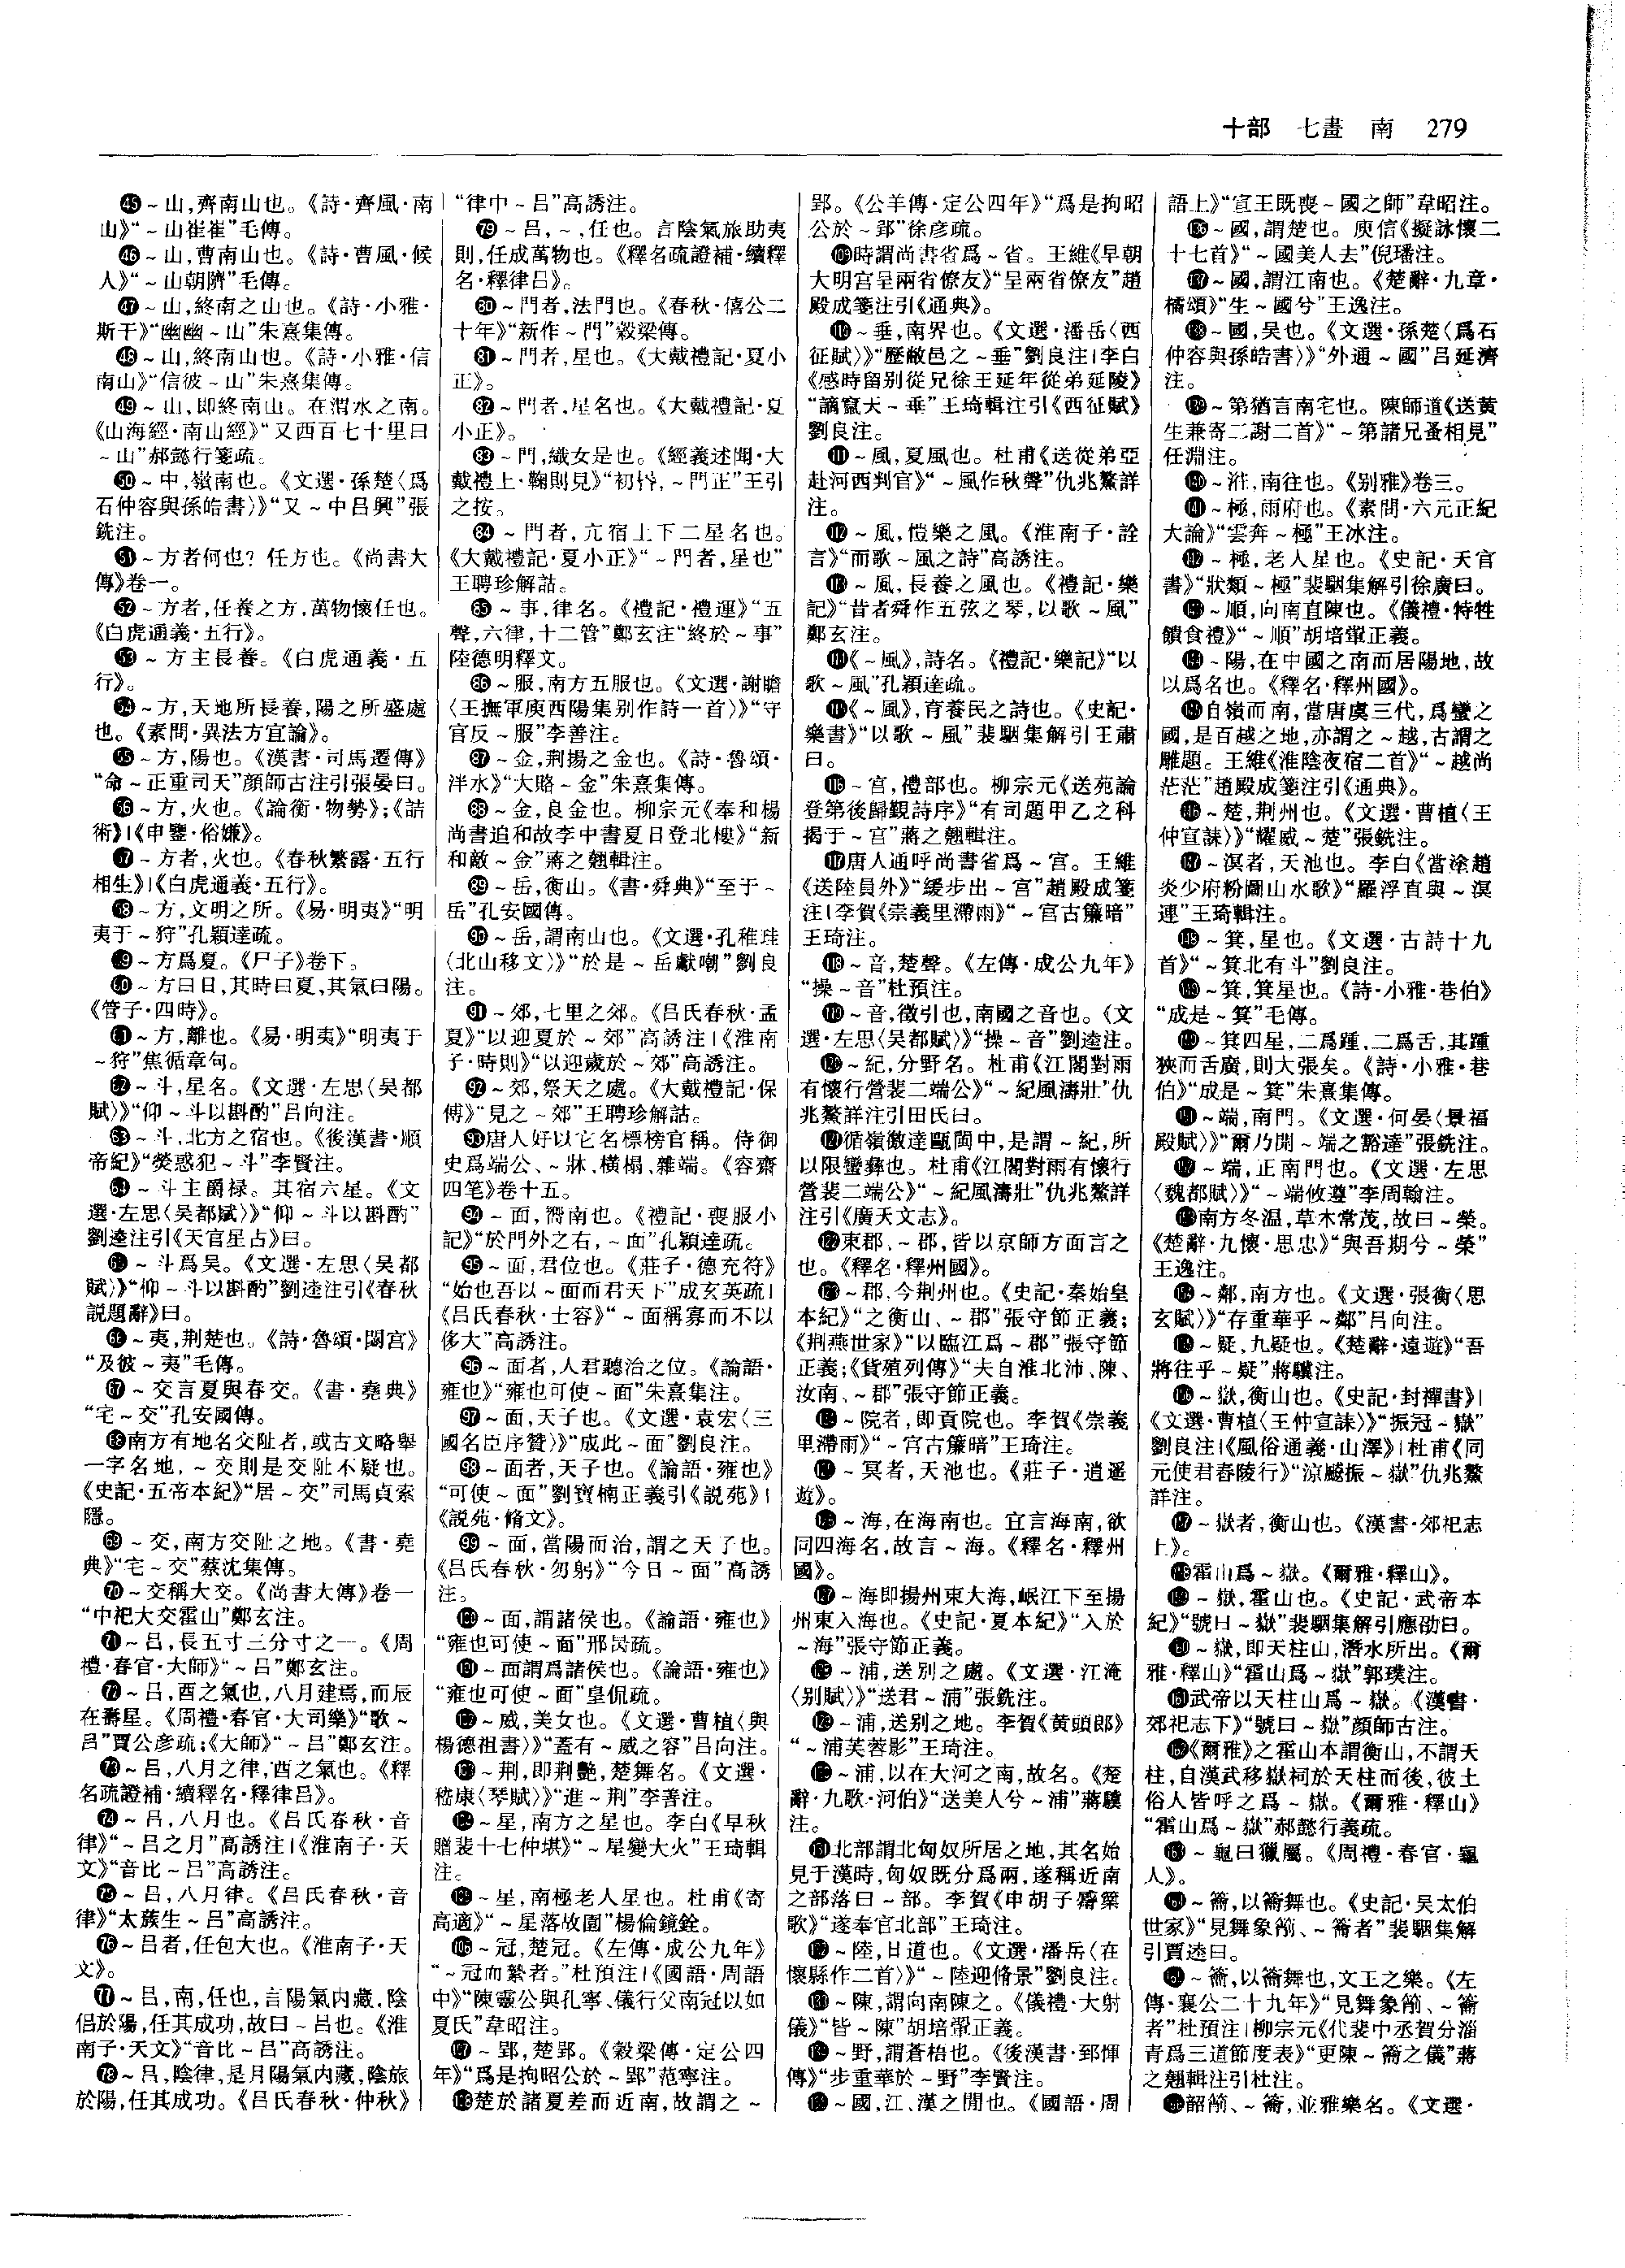 十部 七畫 南 279
㊺～山,齊南山也。《詩·齊風·南
山》“～山崔崔”毛傳。
㊻～山,曹南山也。《詩·曹風·候
人》“～山朝隮”毛傳。
㊼～山,終南之山也。《詩·小雅·
斯干》“幽幽～山”朱熹集傳。
㊽～山,終南山也。《詩·小雅·信
南山》“信彼～山”朱熹集傳。
㊾～山,即終南山。在渭水之南。
《山海經·南山經》“又西百七十里曰
～山”郝懿行箋疏。
㊿～中,嶺南也。《文選·孫楚〈爲
石仲容與孫皓書〉》“又～中吕興”張
銑注。
51～方者何也?任方也。《尚書大
傳》卷一。
52～方者,任養之方,萬物懷任也。
《白虎通義·五行》。
53～方主長養。《白虎通義·五
行》。
54～方,天地所長養,陽之所盛處
也。《素問·異法方宜論》。
55～方,陽也。《漢書·司馬遷傳》
“命～正重司天”顔師古注引張晏曰。
56～方,火也。《論衡·物勢》;《詰
術》|《申鑒·俗嫌》。
57～方者,火也。《春秋繁露·五行
相生》|《白虎通義·五行》。
58～方,文明之所。《易·明夷》“明
夷于～狩”孔穎達疏。
59～方爲夏。《尸子》卷下。
60～方曰日,其時曰夏,其氣曰陽。
《管子·四時》。
61～方,離也。《易·明夷》“明夷于
～狩”焦循章句。
62～斗,星名。《文選·左思〈吴都
賦〉》“仰～斗以斟酌”吕向注。
63～斗,北方之宿也。《後漢書·順
帝紀》“熒惑犯～斗”李賢注。
64～斗主爵禄。其宿六星。《文
選·左思〈吴都賦〉》“仰～斗以斟酌”
劉逵注引《天官星占》曰。
65～斗爲吴。《文選·左思〈吴都
賦〉》“仰～斗以斟酌”劉逵注引《春秋
説題辭》曰。
66～夷,荆楚也。《詩·魯頌·閟宫》
“及彼～夷”毛傳。
67～交言夏與春交。《書·堯典》
“宅～交”孔安國傳。
68南方有地名交阯者,或古文略舉
一字名地,～交則是交阯不疑也。
《史記·五帝本紀》“居～交”司馬貞索
隱。
69～交,南方交阯之地。《書·堯
典》“宅～交”蔡沈集傳。
70～交稱大交。《尚書大傳》卷一
“中祀大交霍山”鄭玄注。
71～吕,長五寸三分寸之一。《周
禮·春官·大師》“～吕”鄭玄注。
72～吕,酉之氣也,八月建焉,而辰
在壽星。《周禮·春官·大司樂》“歌～
吕”賈公彦疏;《大師》“～吕”鄭玄注。
73～吕,八月之律,酉之氣也。《釋
名疏證補·續釋名·釋律吕》。
74～吕,八月也。《吕氏春秋·音
律》“～吕之月”高誘注|《淮南子·天
文》“音比～吕”高誘注。
75～吕,八月律。《吕氏春秋·音
律》“太蔟生～吕”高誘注。
76～吕者,任包大也。《淮南子·天
文》。
77～吕,南,任也,言陽氣内藏,陰
侣於陽,任其成功,故曰～吕也。《淮
南子·天文》“音比～吕”高誘注。
78～吕,陰律,是月陽氣内藏,陰旅
於陽,任其成功。《吕氏春秋·仲秋》
“律中～吕”高誘注。
79～吕,～,任也。言陰氣旅助夷
則,任成萬物也。《釋名疏證補·續釋
名·釋律吕》。
80～門者,法門也。《春秋·僖公二
十年》“新作～門”穀梁傳。
81～門者,星也。《大戴禮記·夏小
正》。
82～門者,星名也。《大戴禮記·夏
小正》。
83～門,織女是也。《經義述聞·大
戴禮上·鞠則見》“初昏,～門正”王引
之按。
84～門者,亢宿上下二星名也。
《大戴禮記·夏小正》“～門者,星也”
王聘珍解詁。
85～事,律名。《禮記·禮運》“五
聲,六律,十二管”鄭玄注“終於～事”
陸德明釋文。
86～服,南方五服也。《文選·謝瞻
〈王撫軍庾西陽集别作詩一首〉》“守
官反～服”李善注。
87～金,荆揚之金也。《詩·魯頌·
泮水》“大賂～金”朱熹集傳。
88～金,良金也。柳宗元《奉和楊
尚書追和故李中書夏日登北樓》“新
和敵～金”蔣之翹輯注。
89～岳,衡山。《書·舜典》“至于～
岳”孔安國傳。
90～岳,謂南山也。《文選·孔稚珪
〈北山移文〉》“於是～岳獻嘲”劉良
注。
91～郊,七里之郊。《吕氏春秋·孟
夏》“以迎夏於～郊”高誘注|《淮南
子·時則》“以迎歲於～郊”高誘注。
92～郊,祭天之處。《大戴禮記·保
傅》“見之～郊”王聘珍解詁。
93唐人好以它名標榜官稱。侍御
史爲端公、～牀、横榻、雜端。《容齋
四笔》卷十五。
94～面,嚮南也。《禮記·喪服小
記》“於門外之右,～面”孔穎達疏。
95～面,君位也。《莊子·德充符》
“始也吾以～面而君天下”成玄英疏|
《吕氏春秋·士容》“～面稱寡而不以
侈大”高誘注。
96～面者,人君聽治之位。《論語·
雍也》“雍也可使～面”朱熹集注。
97～面,天子也。《文選·袁宏〈三
國名臣序贊〉》“成此～面”劉良注。
98～面者,天子也。《論語·雍也》
“可使～面”劉寶楠正義引《説苑》|
《説苑·脩文》。
99～面,當陽而治,謂之天子也。
《吕氏春秋·勿躬》“今日～面”高誘
注。
100～面,謂諸侯也。《論語·雍也》
“雍也可使～面”邢昺疏。
101～面謂爲諸侯也。《論語·雍也》
“雍也可使～面”皇侃疏。
102～威,美女也。《文選·曹植〈與
楊德祖書〉》“蓋有～威之容”吕向注。
103～荆,即荆艷,楚舞名。《文選·
嵇康〈琴賦〉》“進～荆”李善注。
104～星,南方之星也。李白《早秋
贈裴十七仲堪》“～星變大火”王琦輯
注。
105～星,南極老人星也。杜甫《寄
高適》“～星落故園”楊倫鏡銓。
106～冠,楚冠。《左傳·成公九年》
“～冠而縶者。”杜預注|《國語·周語
中》“陳靈公與孔寧、儀行父南冠以如
夏氏”韋昭注。
107～郢,楚郢。《穀梁傳·定公四
年》“爲是拘昭公於～郢”范寧注。
108楚於諸夏差而近南,故謂之～
郢。《公羊傳·定公四年》“爲是拘昭
公於～郢”徐彦疏。
109時謂尚書省爲～省。王維《早朝
大明宫呈兩省僚友》“呈兩省僚友”趙
殿成箋注引《通典》。
110～垂,南界也。《文選·潘岳〈西
征賦〉》“歷敝邑之～垂”劉良注|李白
《感時留别從兄徐王延年從弟延陵》
“謫竄天～垂”王琦輯注引《西征賦》
劉良注。
111～風,夏風也。杜甫《送從弟亞
赴河西判官》“～風作秋聲”仇兆鰲詳
注。
112～風,愷樂之風。《淮南子·詮
言》“而歌～風之詩”高誘注。
113～風,長養之風也。《禮記·樂
記》“昔者舜作五弦之琴,以歌～風”
鄭玄注。
114《～風》,詩名。《禮記·樂記》“以
歌～風”孔穎達疏。
115《～風》,育養民之詩也。《史記·
樂書》“以歌～風”裴駰集解引王肅
曰。
116～宫,禮部也。柳宗元《送苑論
登第後歸覲詩序》“有司題甲乙之科
揭于～宫”蔣之翹輯注。
117唐人通呼尚書省爲～宫。王維
《送陸員外》“緩步出～宫”趙殿成箋
注|李賀《崇義里滯雨》“～宫古簾暗”
王琦注。
118～音,楚聲。《左傳·成公九年》
“操～音”杜預注。
119～音,徵引也,南國之音也。《文
選·左思〈吴都賦〉》“操～音”劉逵注。
120～紀,分野名。杜甫《江閣對雨
有懷行營裴二端公》“～紀風濤壯”仇
兆鰲詳注引田氏曰。
121循嶺徼達甌閩中,是謂～紀,所
以限蠻彝也。杜甫《江閣對雨有懷行
營裴二端公》“～紀風濤壯”仇兆鰲詳
注引《廣天文志》。
122東郡、～郡,皆以京師方面言之
也。《釋名·釋州國》。
123～郡,今荆州也。《史記·秦始皇
本紀》“之衡山、～郡”張守節正義;
《荆燕世家》“以臨江爲～郡”張守節
正義;《貨殖列傳》“夫自淮北沛、陳、
汝南、～郡”張守節正義。
124～院者,即貢院也。李賀《崇義
里滯雨》“～宫古簾暗”王琦注。
125～冥者,天池也。《莊子·逍遥
遊》。
126～海,在海南也。宜言海南,欲
同四海名,故言～海。《釋名·釋州
國》。
127～海即揚州東大海,岷江下至揚
州東入海也。《史記·夏本紀》“入於
～海”張守節正義。
128～浦,送别之處。《文選·江淹
〈别賦〉》“送君～浦”張銑注。
129～浦,送别之地。李賀《黄頭郎》
“～浦芙蓉影”王琦注。
130～浦,以在大河之南,故名。《楚
辭·九歌·河伯》“送美人兮～浦”蔣驥
注。
131北部謂北匈奴所居之地,其名始
見于漢時,匈奴既分爲兩,遂稱近南
之部落曰～部。李賀《申胡子觱篥
歌》“遂奉官北部”王琦注。
132～陸,日道也。《文選·潘岳〈在
懷縣作二首〉》“～陸迎脩景”劉良注。
133～陳,謂向南陳之。《儀禮·大射
儀》“皆～陳”胡培翬正義。
134～野,謂蒼梧也。《後漢書·郅惲
傳》“步重華於～野”李賢注。
135～國,江、漢之間也。《國語·周
語上》“宣王既喪～國之師”韋昭注。
136～國,謂楚也。庾信《擬詠懷二
十七首》“～國美人去”倪璠注。
137～國,謂江南也。《楚辭·九章·
橘頌》“生～國兮”王逸注。
138～國,吴也。《文選·孫楚〈爲石
仲容與孫皓書〉》“外通～國”吕延濟
注。
139～第猶言南宅也。陳師道《送黄
生兼寄二謝二首》“～第諸兄蚤相見”
任淵注。
140～暀,南往也。《别雅》卷三。
141～極,雨府也。《素問·六元正紀
大論》“雲奔～極”王冰注。
142～極,老人星也。《史記·天官
書》“狀類～極”裴駰集解引徐廣曰。
143～順,向南直陳也。《儀禮·特牲
饋食禮》“～順”胡培翬正義。
144～陽,在中國之南而居陽地,故
以爲名也。《釋名·釋州國》。
145自嶺而南,當唐虞三代,爲蠻之
國,是百越之地,亦謂之～越,古謂之
雕題。王維《淮陰夜宿二首》“～越尚
茫茫”趙殿成箋注引《通典》。
146～楚,荆州也。《文選·曹植〈王
仲宣誄〉》“耀威～楚”張銑注。
147～溟者,天池也。李白《當塗趙
炎少府粉圖山水歌》“羅浮直與～溟
連”王琦輯注。
148～箕,星也。《文選·古詩十九
首》“～箕北有斗”劉良注。
149～箕,箕星也。《詩·小雅·巷伯》
“成是～箕”毛傳。
150～箕四星,二爲踵,二爲舌,其踵
狹而舌廣,則大張矣。《詩·小雅·巷
伯》“成是～箕”朱熹集傳。
151～端,南門。《文選·何晏〈景福
殿賦〉》“爾乃開～端之豁達”張銑注。
152～端,正南門也。《文選·左思
〈魏都賦〉》“～端攸遵”李周翰注。
153南方冬温,草木常茂,故曰～榮。
《楚辭·九懷·思忠》“與吾期兮～榮”
王逸注。
154～鄰,南方也。《文選·張衡〈思
玄賦〉》“存重華乎～鄰”吕向注。
155～疑,九疑也。《楚辭·遠遊》“吾
將往乎～疑”蔣驥注。
156～嶽,衡山也。《史記·封禪書》|
《文選·曹植〈王仲宣誄〉》“振冠～嶽”
劉良注|《風俗通義·山澤》|杜甫《同
元使君舂陵行》“涼飈振～嶽”仇兆鰲
詳注。
157～嶽者,衡山也。《漢書·郊祀志
上》。
158霍山爲～嶽。《爾雅·釋山》。
159～嶽,霍山也。《史記·武帝本
紀》“號曰～嶽”裴駰集解引應劭曰。
160～嶽,即天柱山,潛水所出。《爾
雅·釋山》“霍山爲～嶽”郭璞注。
161武帝以天柱山爲～嶽。《漢書·
郊祀志下》“號曰～嶽”顔師古注。
162《爾雅》之霍山本謂衡山,不謂天
柱,自漢武移嶽祠於天柱而後,彼土
俗人皆呼之爲～嶽。《爾雅·釋山》
“霍山爲～嶽”郝懿行義疏。
163～龜曰獵屬。《周禮·春官·龜
人》。
164～籥,以籥舞也。《史記·吴太伯
世家》“見舞象箾、～籥者”裴駰集解
引賈逵曰。
165～籥,以籥舞也,文王之樂。《左
傳·襄公二十九年》“見舞象箾、～籥
者”杜預注|柳宗元《代裴中丞賀分淄
青爲三道節度表》“更陳～籥之儀”蔣
之翹輯注引杜注。
166韶箾、～籥,並雅樂名。《文選·